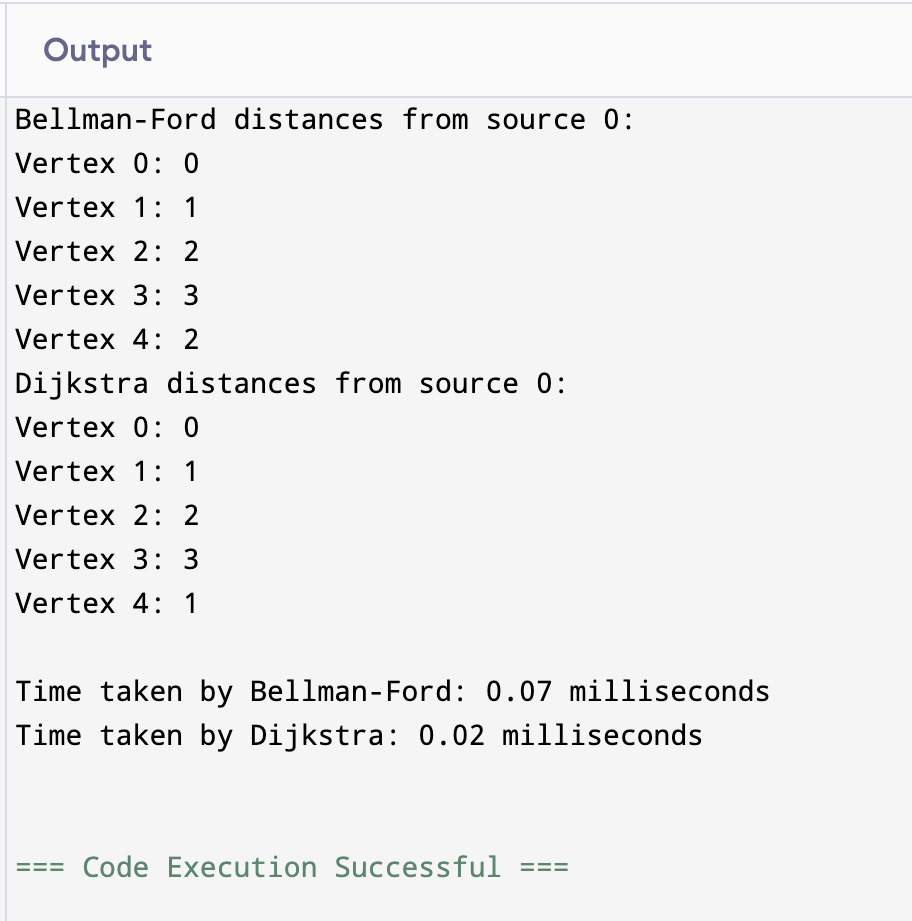 Output
Bellman-Ford distances from source 0:
Vertex 0: 0
Vertex 1: 1
Vertex 2: 2
Vertex 3: 3
Vertex 4: 2
Dijkstra distances from source 0:
Vertex 0: 0
Vertex 1: 1
Vertex 2: 2
Vertex 3: 3
Vertex 4: 1
Time taken by Bellman-Ford: 0.07 milliseconds
Time taken by Dijkstra: 0.02 milliseconds
=== Code Execution Successful ===